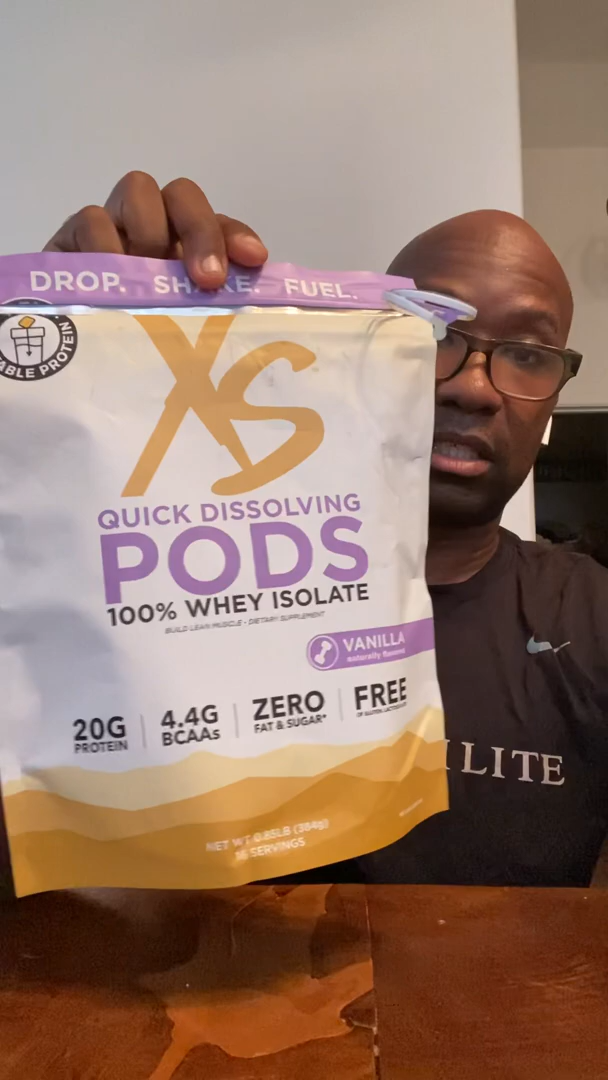 DROP. SHAKE. FUEL.
ABLE PROTEIN
XS
QUICK DISSOLVING
PODS
100% WHEY ISOLATE
BUILD LEAN MUSCLE - DIETARY SUPPLEMENT
VANILLA
naturally flavored
20G
PROTEIN
4.4G
BCAAs
ZERO
FAT & SUGAR*
FREE
NET WT 0.85LB (384g)
16 SERVINGS
LITE